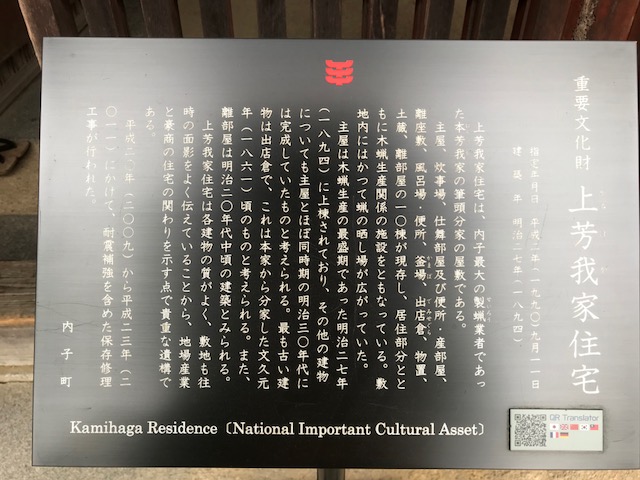 重要文化財 上芳我家住宅
指定年月日 平成二年(一九九〇)九月一一日
建築年 明治二七年(一八九四)
上芳我家住宅は、内子最大の製蝋業者であっ
た本芳我家の筆頭分家の屋敷である。
主屋、炊事場、仕舞部屋及び便所・産部屋、
離座敷、風呂場、便所、釜場、出店倉、物置、
土蔵、離部屋の一〇棟が現存し、居住部分とと
もに木蝋生産関係の施設をともなっている。敷
地内にはかつて蝋の晒し場が広がっていた。
主屋は木蝋生産の最盛期であった明治二七年
(一八九四)に上棟されており、その他の建物
についても主屋とほぼ同時期の明治三〇年代に
は完成していたものと考えられる。最も古い建
物は出店倉で、これは本家から分家した文久元
年(一八六一)頃のものと考えられる。また、
離部屋は明治二〇年代中頃の建築とみられる。
上芳我家住宅は各建物の質がよく、敷地も往
時の面影をよく伝えていることから、地場産業
と豪商の住宅の関わりを示す点で貴重な遺構で
ある。
平成二一年(二〇〇九)から平成二三年(二
〇一一)にかけて、耐震補強を含めた保存修理
工事が行われた。
内子町
Kamihaga Residence〔National Important Cultural Asset〕
QR Translator